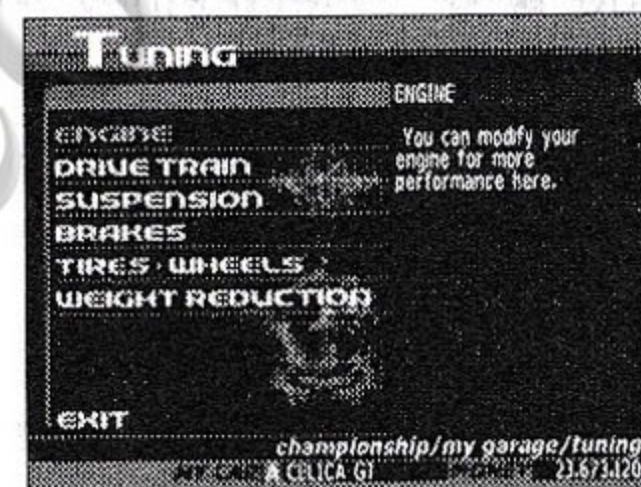 Tuning
ENGINE
ENGINE
DRIVE TRAIN
SUSPENSION
BRAKES
TIRES · WHEELS
WEIGHT REDUCTION
EXIT
You can modify your
engine for more
performance here.
championship/my garage/tuning
A CELICA GT
23,673,120